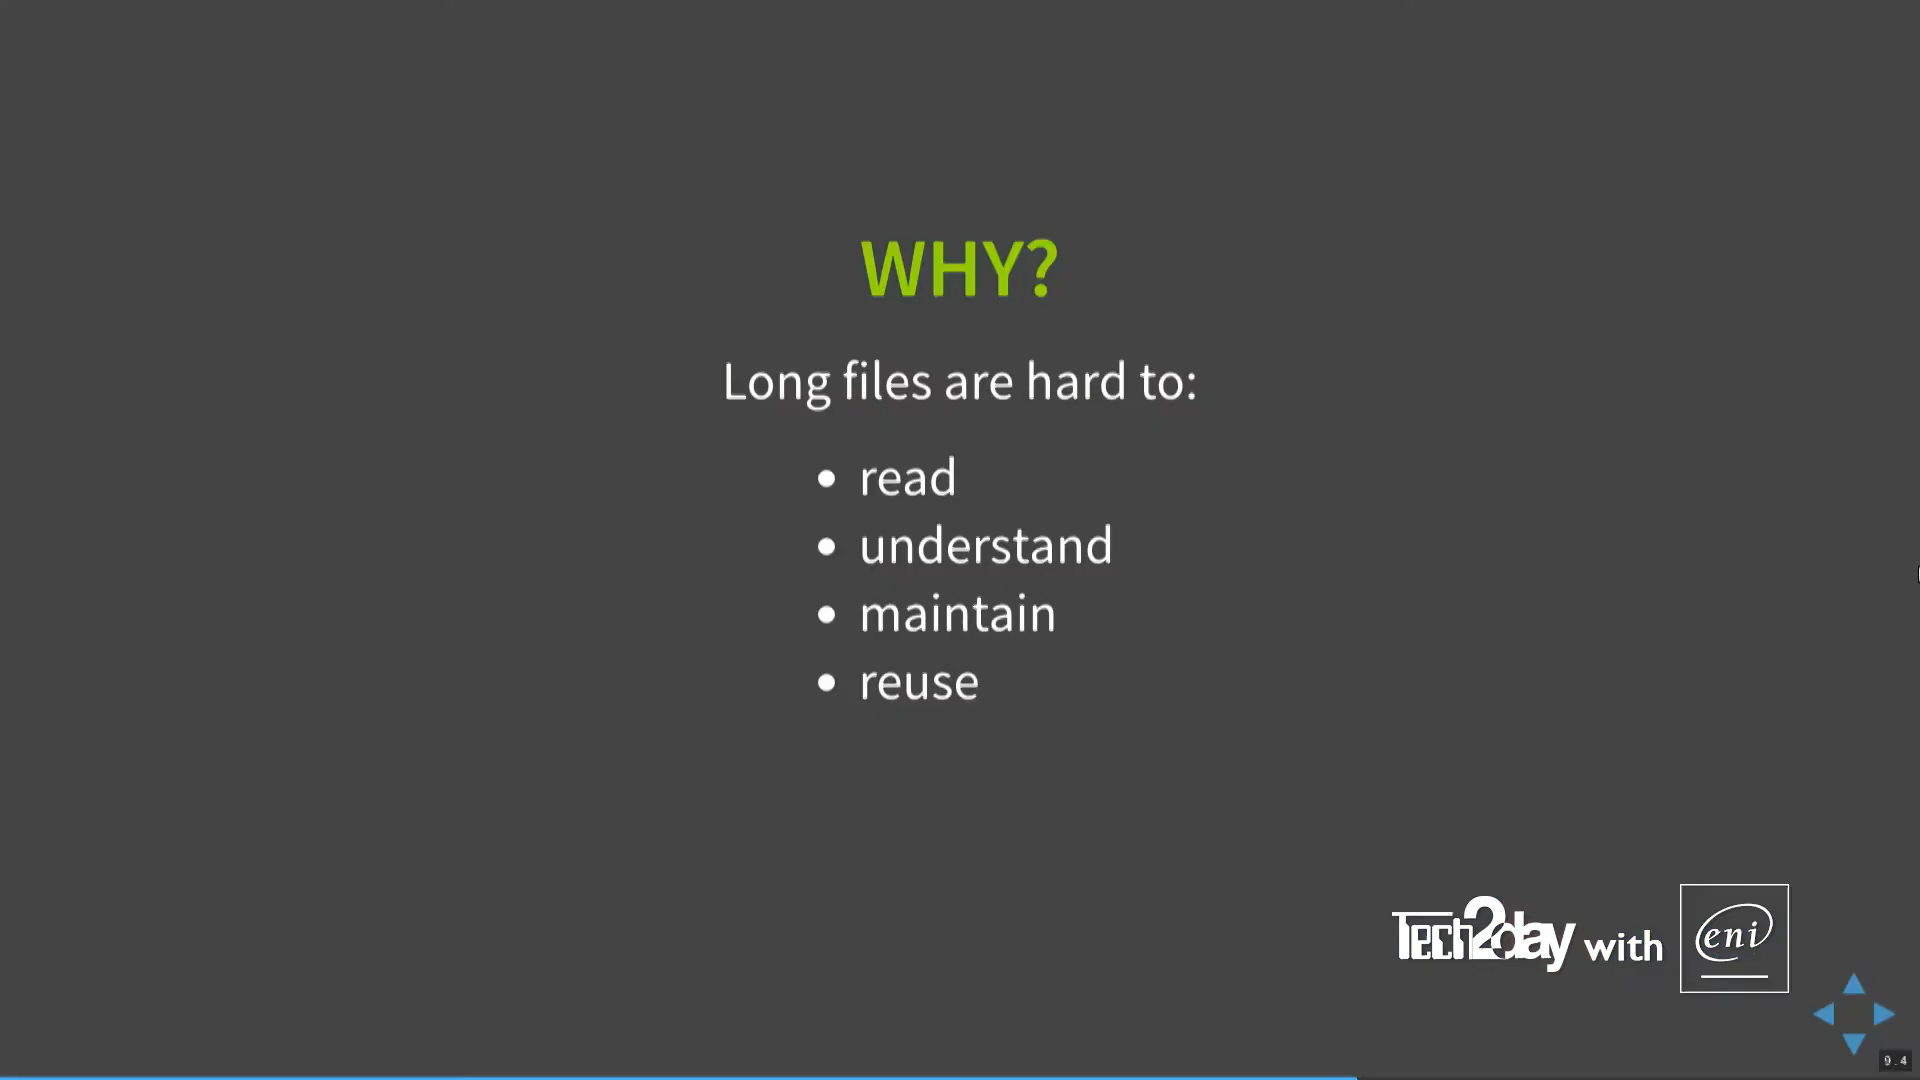 WHY?
Long files are hard to:
read
understand
maintain
reuse
Tech2day with eni
9.4